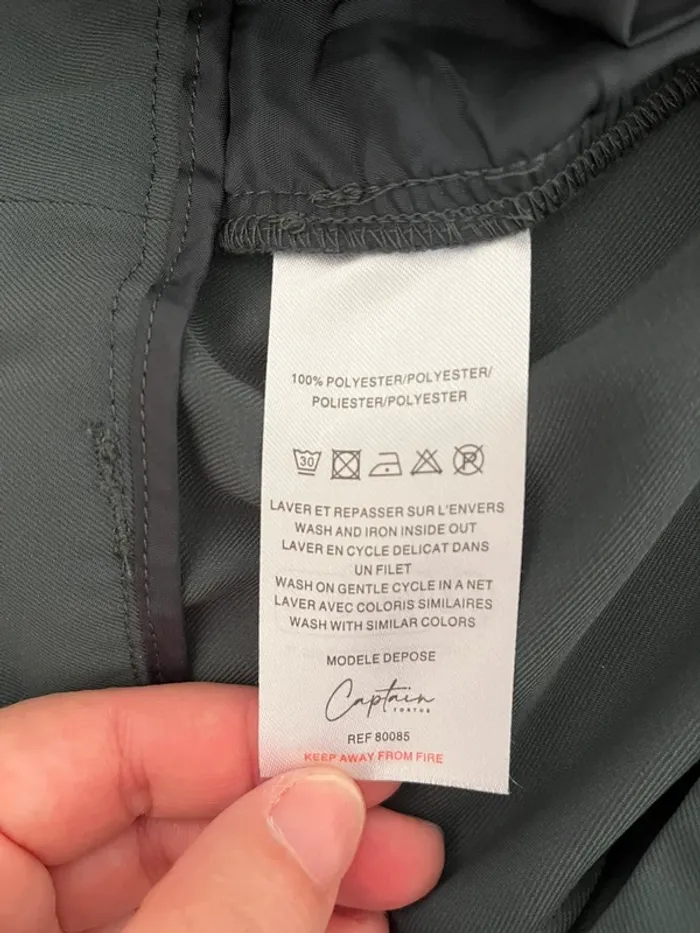 100% POLYESTER/POLYESTER/
POLIESTER/POLYESTER
30 P
LAVER ET REPASSER SUR L'ENVERS
WASH AND IRON INSIDE OUT
LAVER EN CYCLE DELICAT DANS
UN FILET
WASH ON GENTLE CYCLE IN A NET
LAVER AVEC COLORIS SIMILAIRES
WASH WITH SIMILAR COLORS
MODELE DEPOSE
Captain
TORTUE
REF 80085
KEEP AWAY FROM FIRE